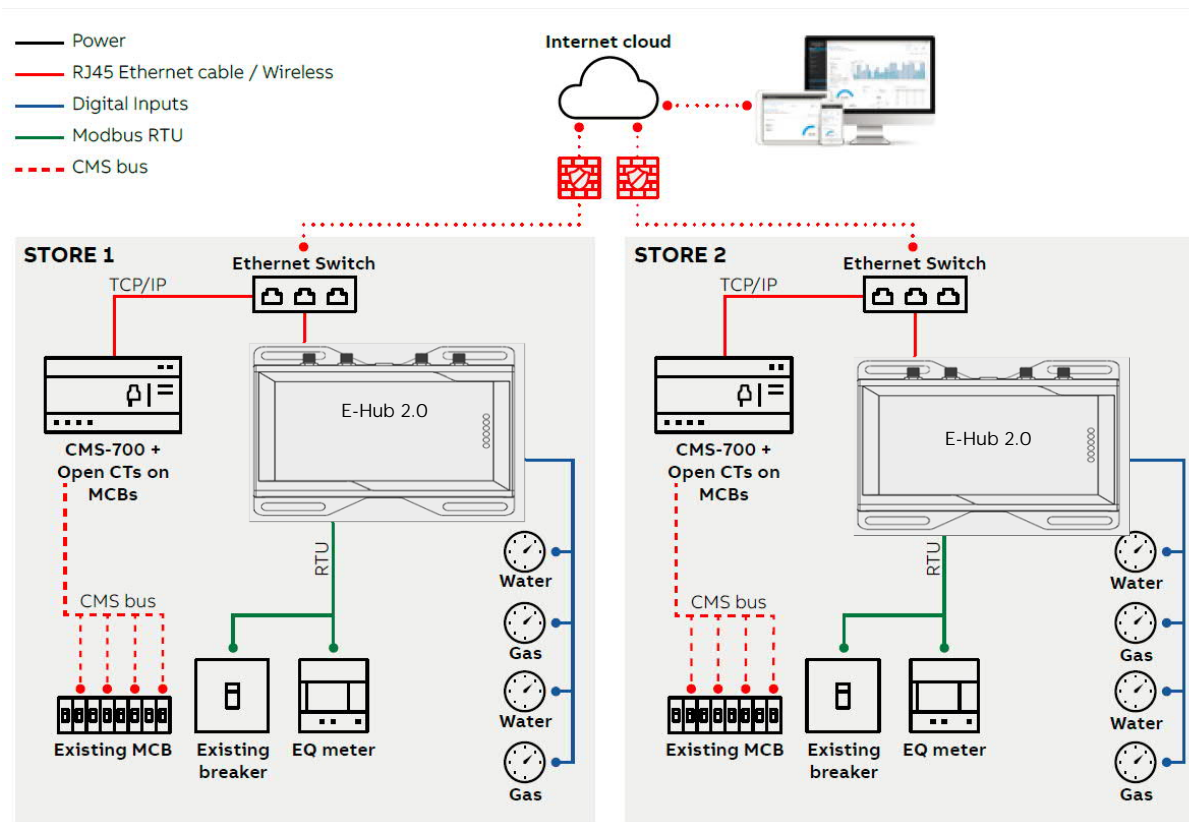 Power
RJ45 Ethernet cable / Wireless
Digital Inputs
Modbus RTU
CMS bus
Internet cloud
STORE 1
Ethernet Switch
TCP/IP
E-Hub 2.0
CMS-700 +
Open CTs on
MCBs
RTU
CMS bus
Water
Gas
Water
Gas
Existing MCB
Existing
breaker
EQ meter
STORE 2
Ethernet Switch
TCP/IP
E-Hub 2.0
CMS-700 +
Open CTs on
MCBs
RTU
CMS bus
Water
Gas
Water
Gas
Existing MCB
Existing
breaker
EQ meter